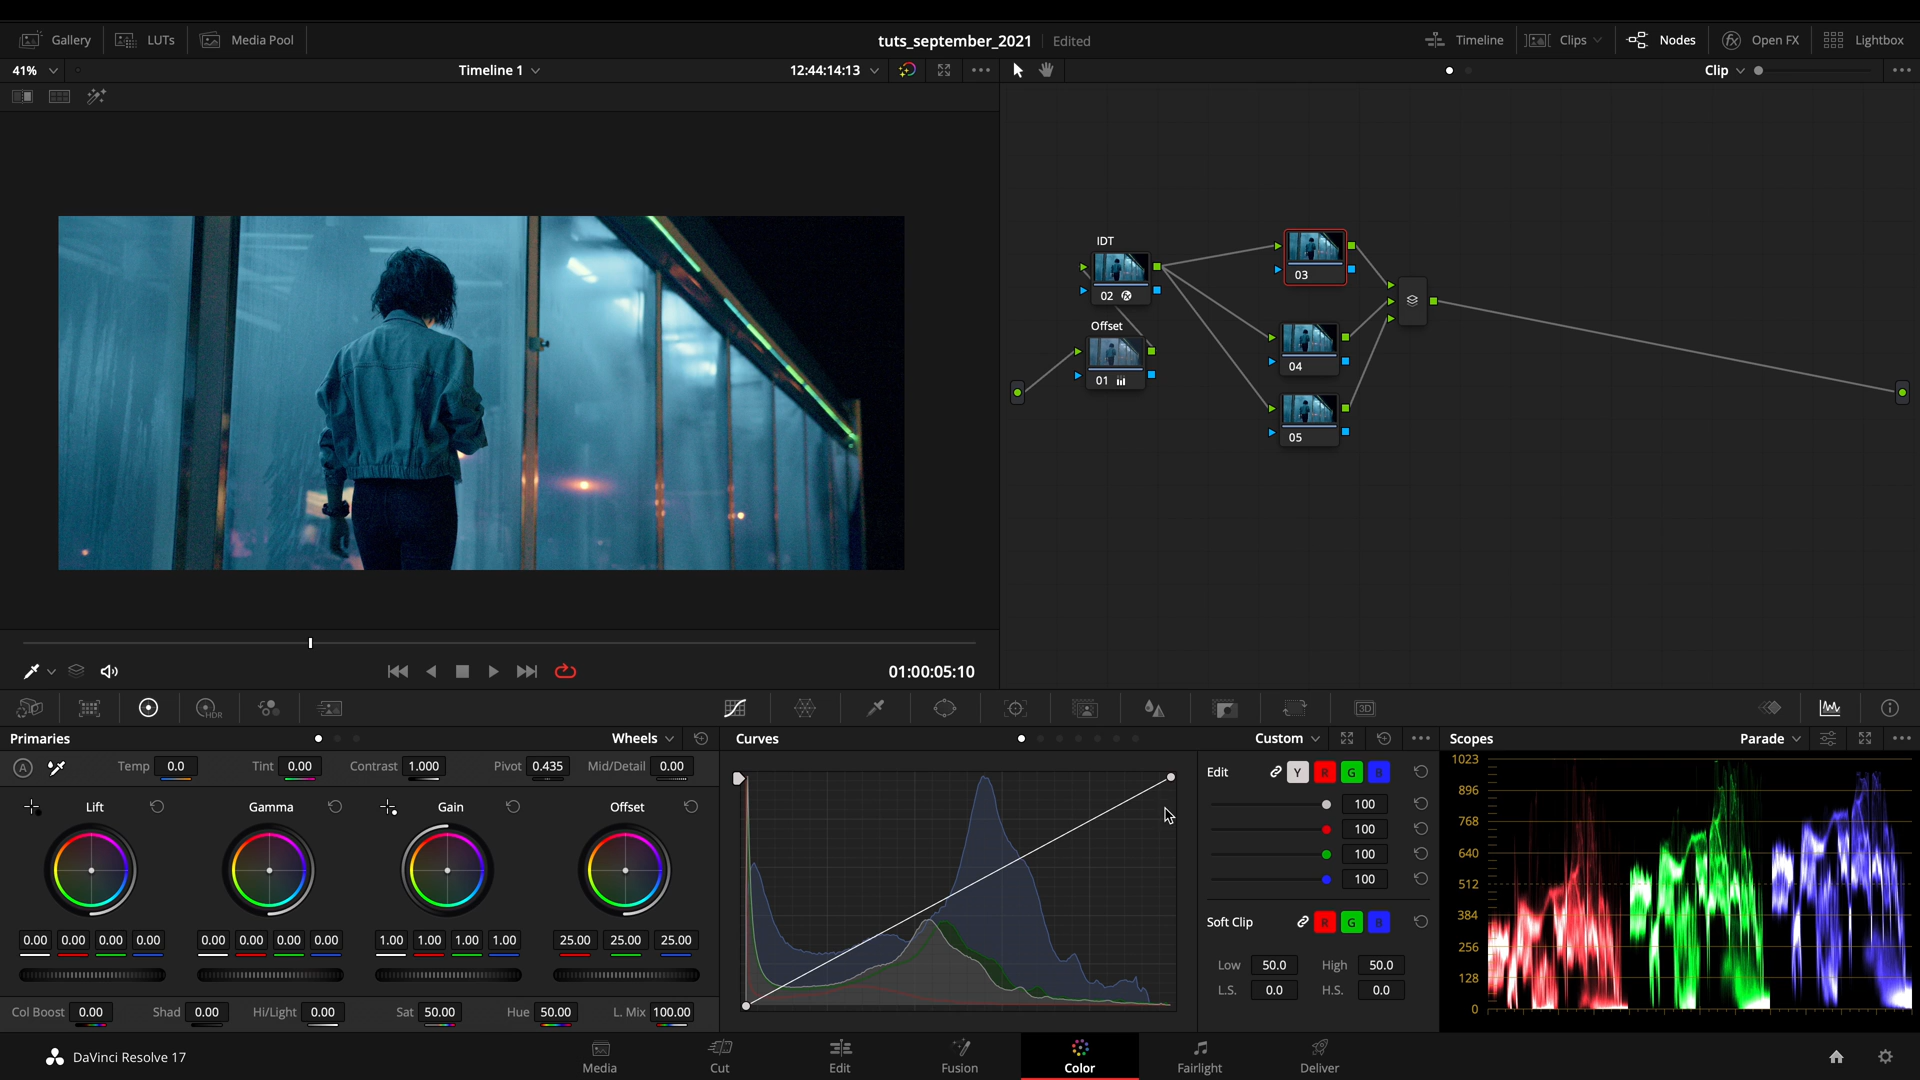 Gallery LUTs Media Pool tuts_september_2021 Edited Timeline Clips Nodes Open FX Lightbox
41% Timeline 1 12:44:14:13 Clip
IDT
02
03
Offset
01
04
05
01:00:05:10
HDR 3D
Primaries Wheels Curves Custom Scopes Parade
A Temp 0.0 Tint 0.00 Contrast 1.000 Pivot 0.435 Mid/Detail 0.00
Lift Gamma Gain Offset
0.00 0.00 0.00 0.00 0.00 0.00 0.00 0.00 1.00 1.00 1.00 1.00 25.00 25.00 25.00
Col Boost 0.00 Shad 0.00 Hi/Light 0.00 Sat 50.00 Hue 50.00 L. Mix 100.00
Edit Y R G B
100
100
100
100
Soft Clip R G B
Low 50.0 High 50.0
L.S. 0.0 H.S. 0.0
1023
896
768
640
512
384
256
128
0
DaVinci Resolve 17 Media Cut Edit Fusion Color Fairlight Deliver